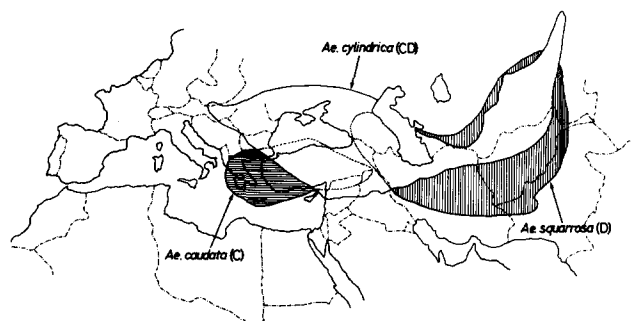 Ae. cylindrica (CD)
Ae. caudata (C)
Ae. squarrosa (D)